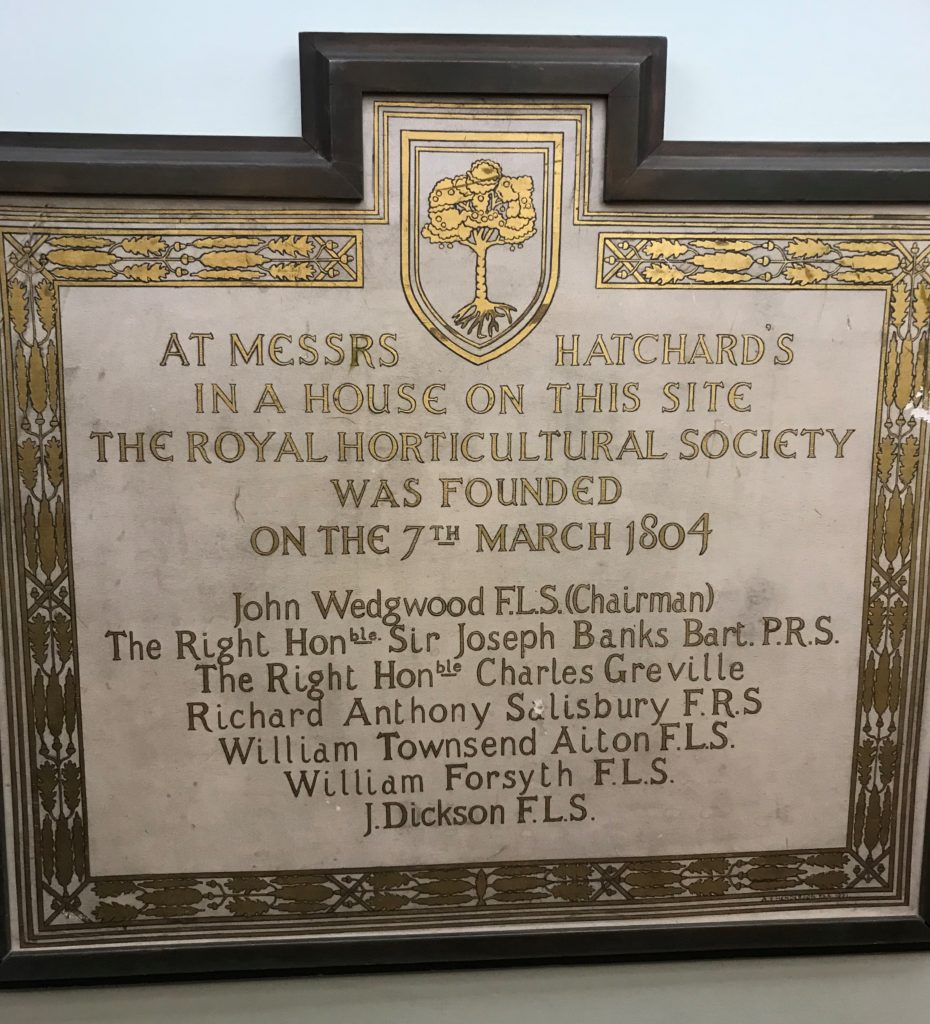 AT MESSRS HATCHARD'S
IN A HOUSE ON THIS SITE
THE ROYAL HORTICULTURAL SOCIETY
WAS FOUNDED
ON THE 7TH MARCH 1804
John Wedgwood F.L.S. (Chairman)
The Right Honble. Sir Joseph Banks Bart. P.R.S.
The Right Honble Charles Greville
Richard Anthony Salisbury F.R.S
William Townsend Aiton F.L.S.
William Forsyth F.L.S.
J. Dickson F.L.S.